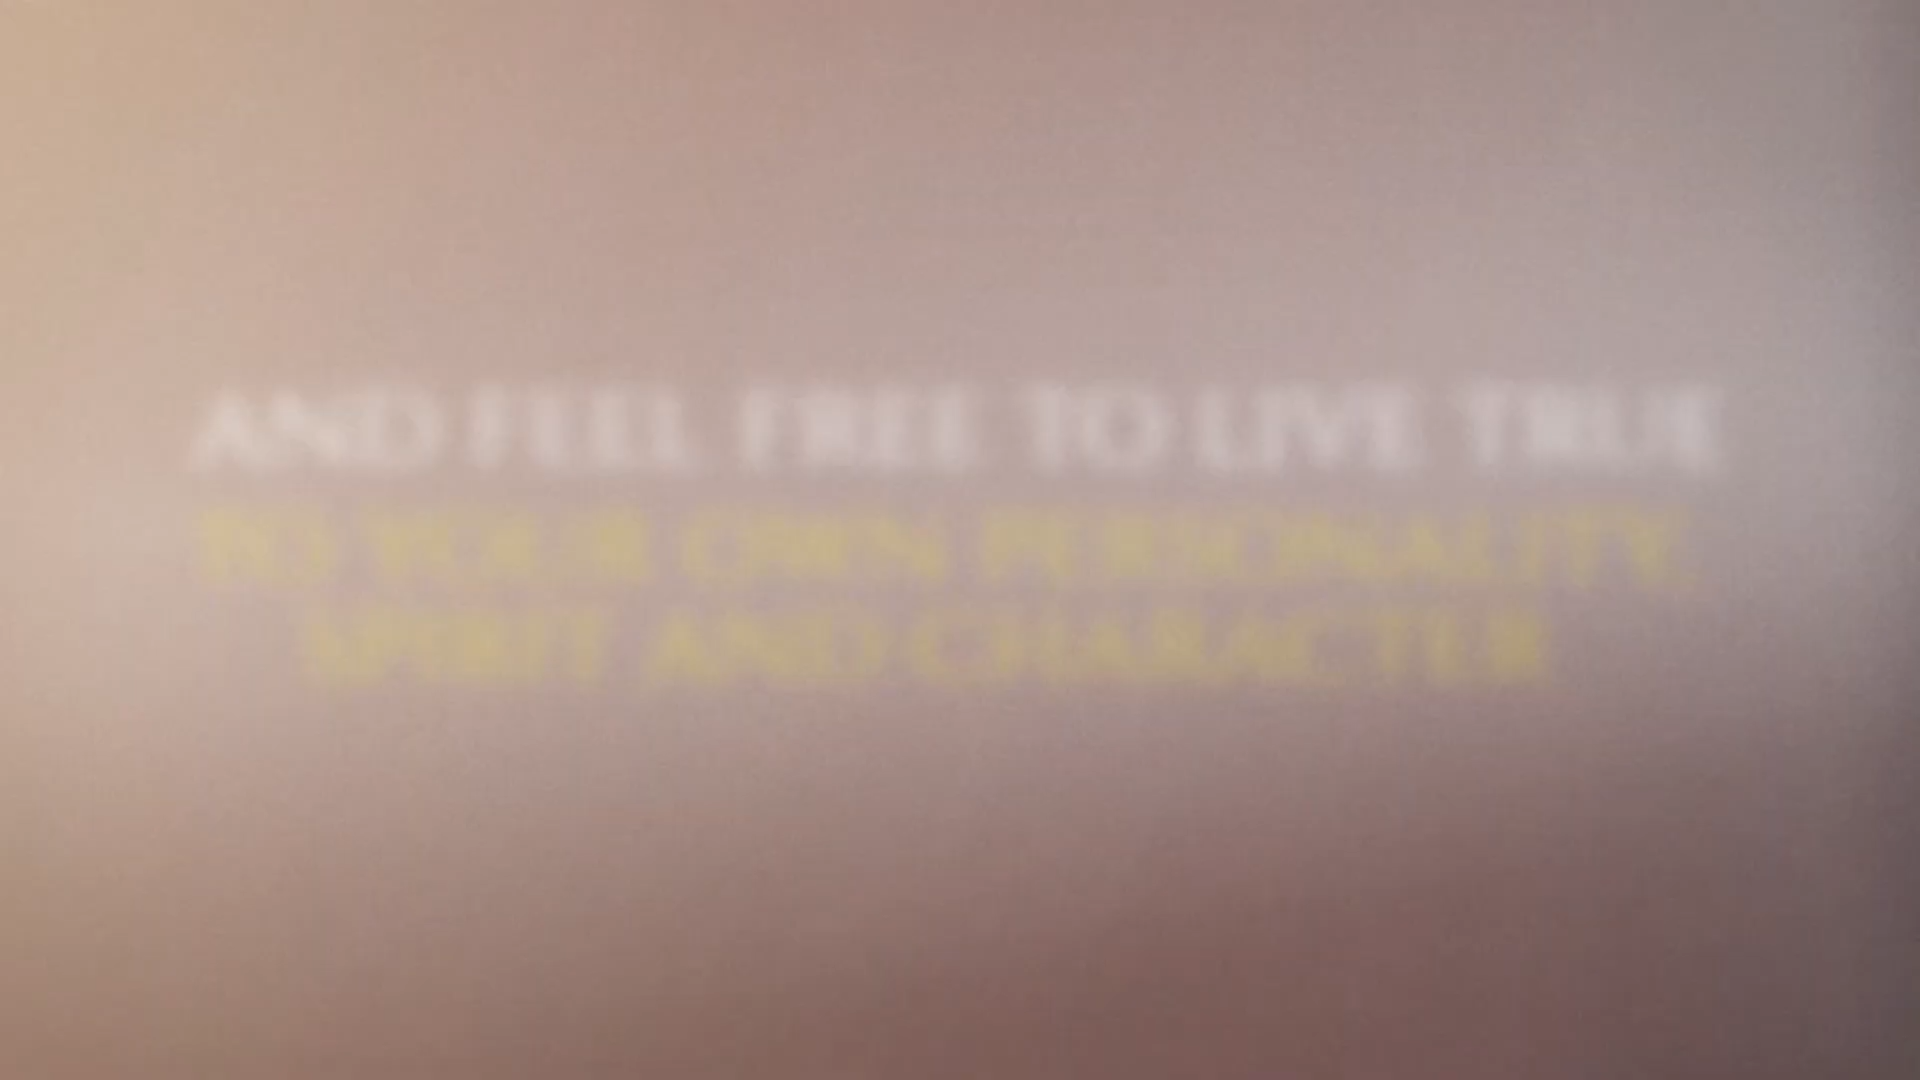 AND FEEL FREE TO LIVE TRUE
TO YOUR OWN PERSONALITY
SPIRIT AND CHARACTER